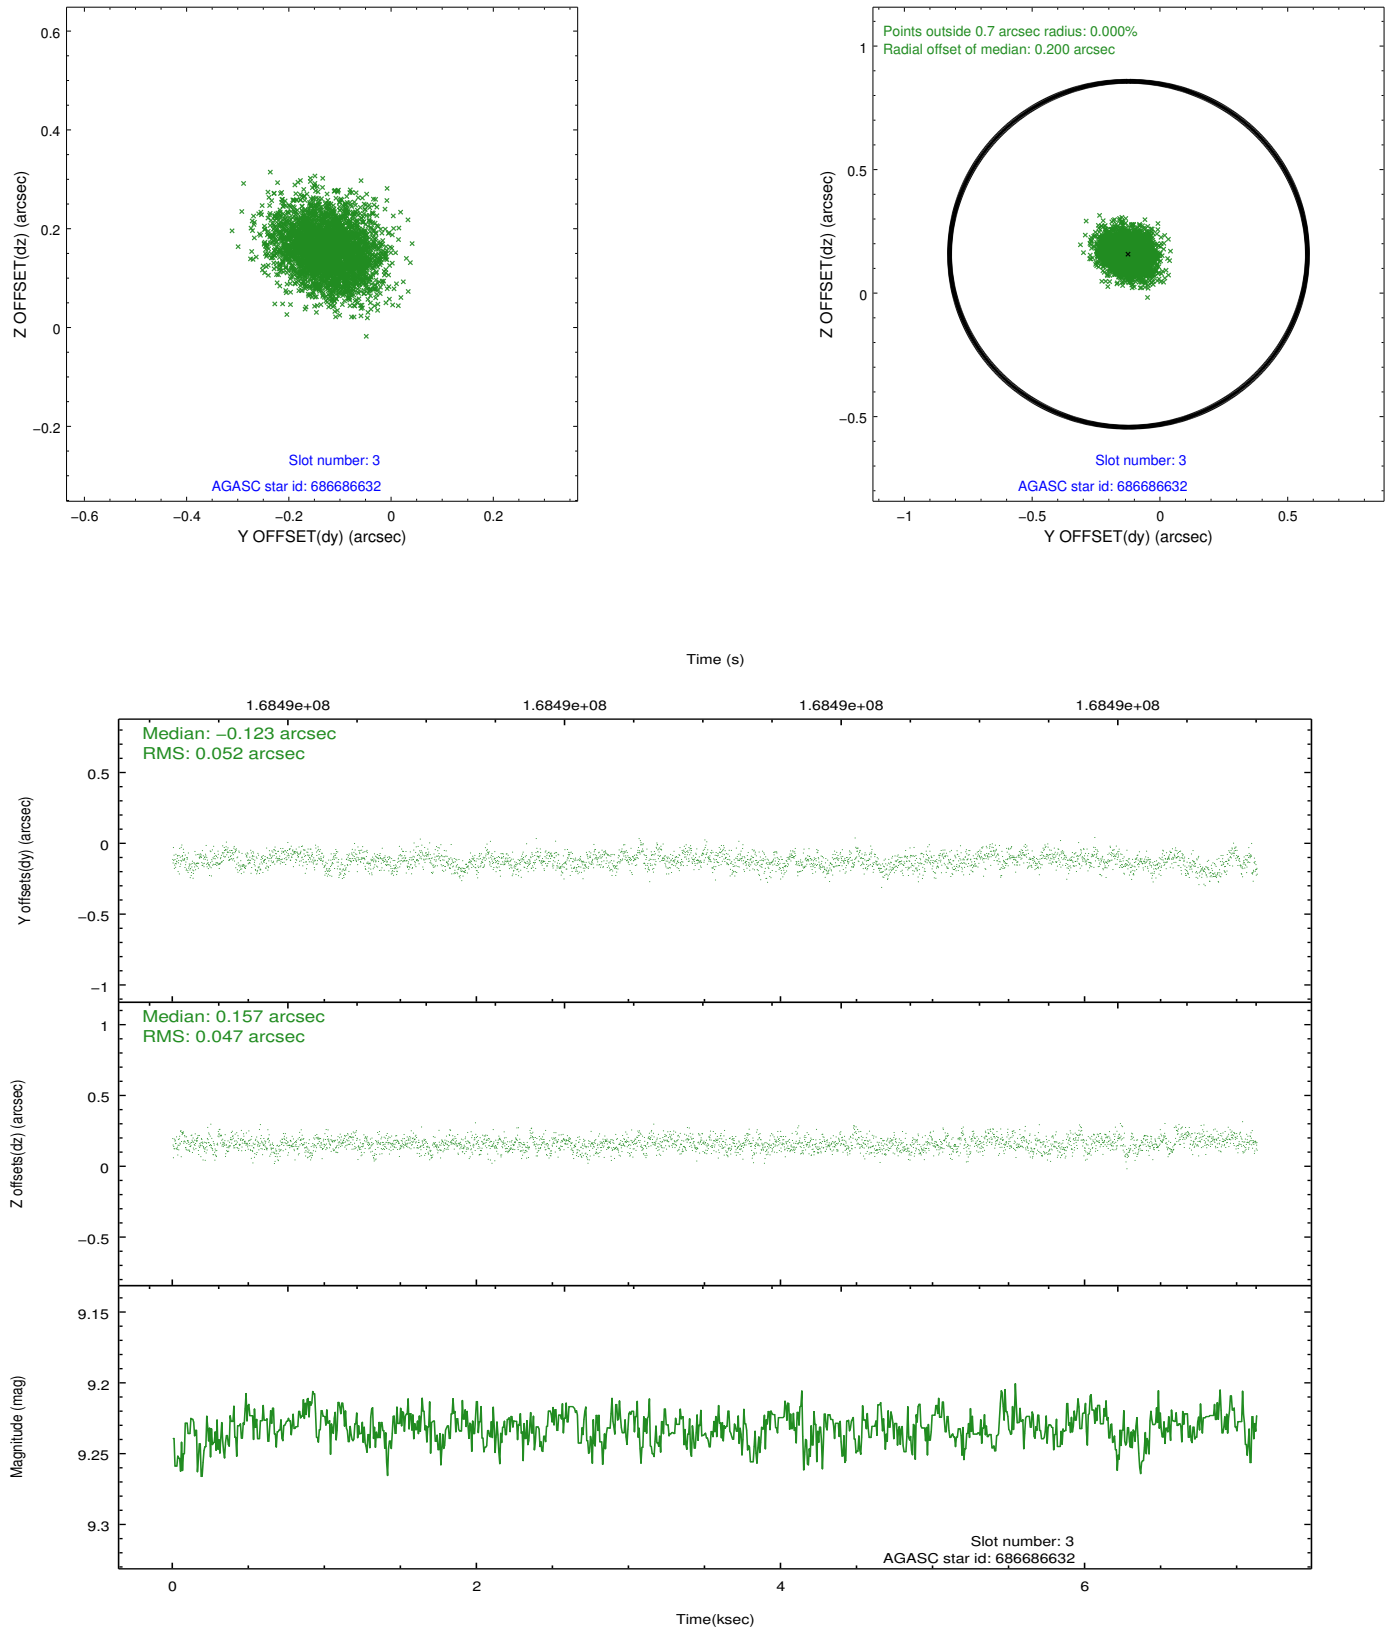 0.6
0.4
0.2
0
−0.2
−0.6
−0.4
−0.2
0
0.2
Z OFFSET(dz) (arcsec)
Y OFFSET(dy) (arcsec)
Slot number: 3
AGASC star id: 686686632
Points outside 0.7 arcsec radius: 0.000%
Radial offset of median: 0.200 arcsec
1
0.5
0
−0.5
−1
−0.5
0
0.5
Z OFFSET(dz) (arcsec)
Y OFFSET(dy) (arcsec)
Slot number: 3
AGASC star id: 686686632
Time (s)
1.6849e+08
1.6849e+08
1.6849e+08
1.6849e+08
Median: −0.123 arcsec
RMS: 0.052 arcsec
0.5
0
−0.5
−1
Y offsets(dy) (arcsec)
Median: 0.157 arcsec
RMS: 0.047 arcsec
1
0.5
0
−0.5
Z offsets(dz) (arcsec)
9.15
9.2
9.25
9.3
Magnitude (mag)
Slot number: 3
AGASC star id: 686686632
0
2
4
6
Time(ksec)